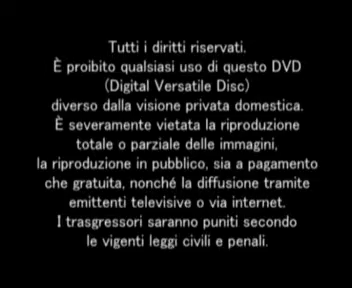 Tutti i diritti riservati.
È proibito qualsiasi uso di questo DVD
(Digital Versatile Disc)
diverso dalla visione privata domestica.
È severamente vietata la riproduzione
totale o parziale delle immagini,
la riproduzione in pubblico, sia a pagamento
che gratuita, nonché la diffusione tramite
emittenti televisive o via internet.
I trasgressori saranno puniti secondo
le vigenti leggi civili e penali.